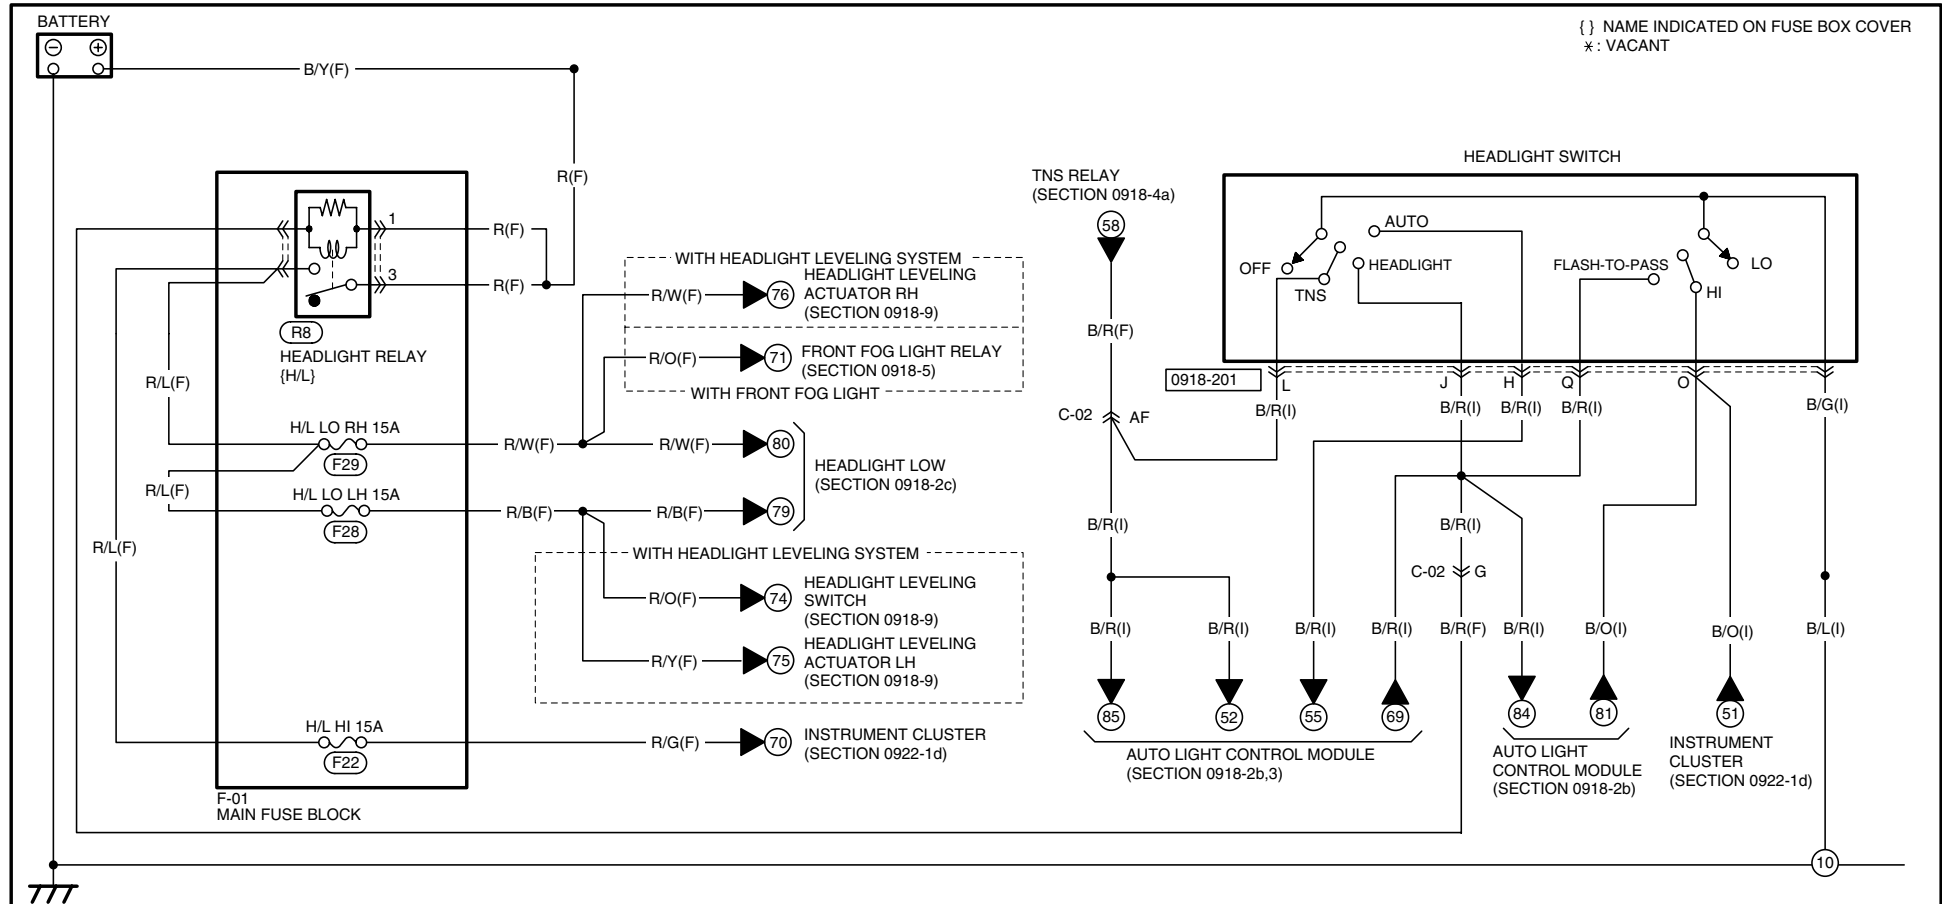 BATTERY
{ } NAME INDICATED ON FUSE BOX COVER
* : VACANT
B/Y(F)
R(F)
HEADLIGHT SWITCH
TNS RELAY
(SECTION 0918-4a)
58
1
3
R(F)
R(F)
R8
HEADLIGHT RELAY
{H/L}
WITH HEADLIGHT LEVELING SYSTEM
R/W(F)
76
HEADLIGHT LEVELING
ACTUATOR RH
(SECTION 0918-9)
R/O(F)
71
FRONT FOG LIGHT RELAY
(SECTION 0918-5)
WITH FRONT FOG LIGHT
OFF
TNS
AUTO
HEADLIGHT
FLASH-TO-PASS
HI
LO
B/R(F)
0918-201
L
J
H
Q
O
B/R(I)
B/R(I)
B/R(I)
B/R(I)
B/G(I)
C-02
AF
R/L(F)
H/L LO RH 15A
F29
R/W(F)
R/W(F)
80
HEADLIGHT LOW
(SECTION 0918-2c)
R/L(F)
H/L LO LH 15A
F28
R/B(F)
R/B(F)
79
R/L(F)
B/R(I)
B/R(I)
C-02
G
WITH HEADLIGHT LEVELING SYSTEM
R/O(F)
74
HEADLIGHT LEVELING
SWITCH
(SECTION 0918-9)
R/Y(F)
75
HEADLIGHT LEVELING
ACTUATOR LH
(SECTION 0918-9)
B/R(I)
B/R(I)
B/R(I)
B/R(I)
B/R(F)
B/R(I)
B/O(I)
B/O(I)
B/L(I)
H/L HI 15A
F22
R/G(F)
70
INSTRUMENT CLUSTER
(SECTION 0922-1d)
85
52
55
69
84
81
51
AUTO LIGHT CONTROL MODULE
(SECTION 0918-2b,3)
AUTO LIGHT
CONTROL MODULE
(SECTION 0918-2b)
INSTRUMENT
CLUSTER
(SECTION 0922-1d)
F-01
MAIN FUSE BLOCK
10